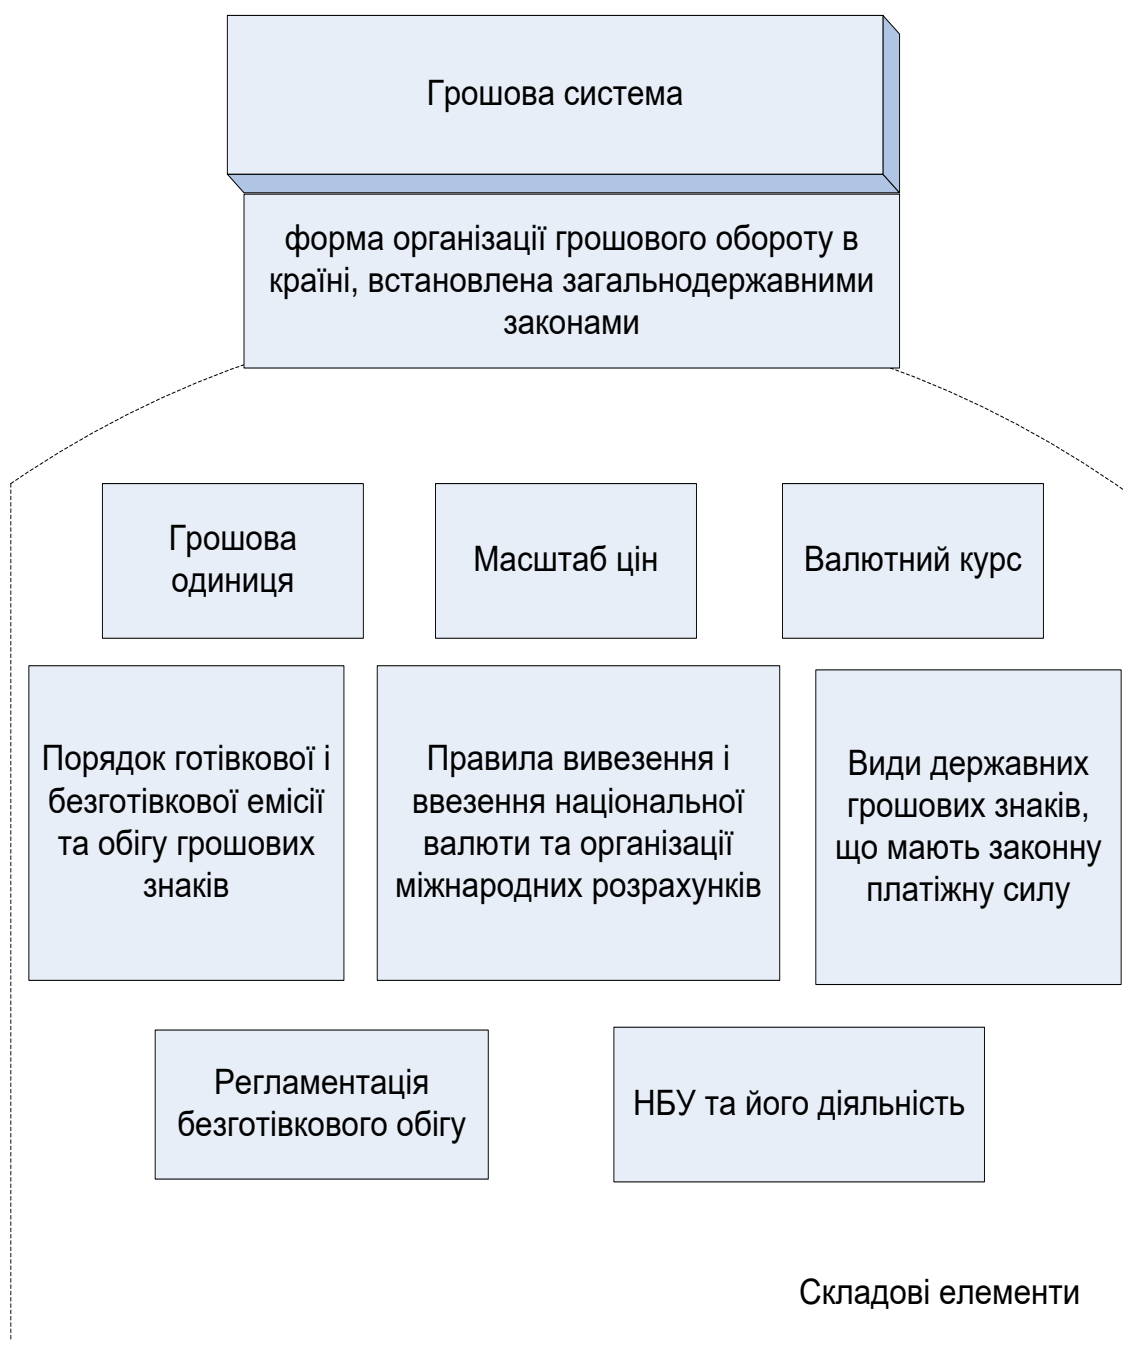 Грошова система
форма організації грошового обороту в
країні, встановлена загальнодержавними
законами
Грошова
одиниця
Масштаб цін
Валютний курс
Порядок готівкової і
безготівкової емісії
та обігу грошових
знаків
Правила вивезення і
ввезення національної
валюти та організації
міжнародних розрахунків
Види державних
грошових знаків,
що мають законну
платіжну силу
Регламентація
безготівкового обігу
НБУ та його діяльність
Складові елементи